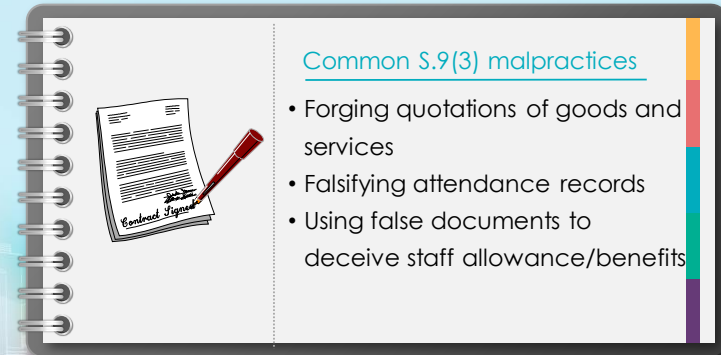 Common S.9(3) malpractices
• Forging quotations of goods and
services
• Falsifying attendance records
• Using false documents to
deceive staff allowance/benefits
Contract Signed